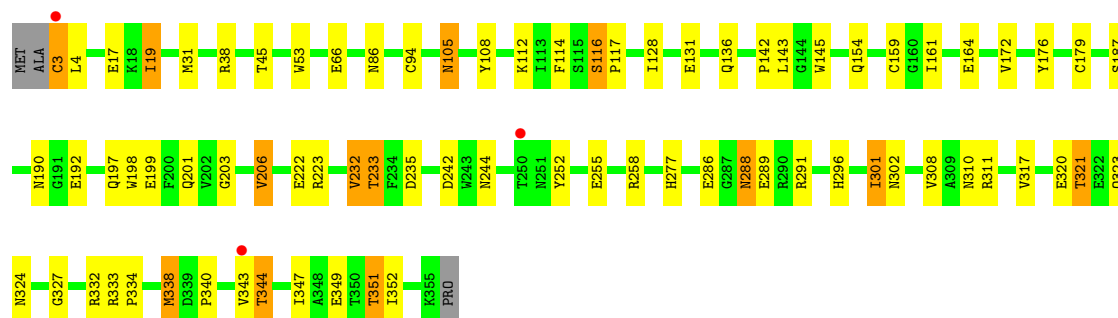 MET ALA C3 L4 E17 K18 I19 M31 R38 T45 W53 E66 N86 C94 N105 Y108 K112 I113 F114 S115 S116 P117 I128 E131 Q136 P142 L143 G144 W145 Q154 C159 G160 I161 E164 V172 Y176 C179 S187
N190 G191 E192 Q197 W198 E199 F200 Q201 V202 G203 V206 E222 R223 V232 T233 F234 D235 D242 W243 N244 T250 N251 Y252 E255 R258 H277 E286 G287 N288 E289 R290 R291 H296 I301 N302 V308 A309 N310 R311 V317 E320 T321 E322 Q323
N324 G327 R332 R333 P334 M338 D339 P340 V343 T344 I347 A348 E349 T350 T351 I352 K355 PRO